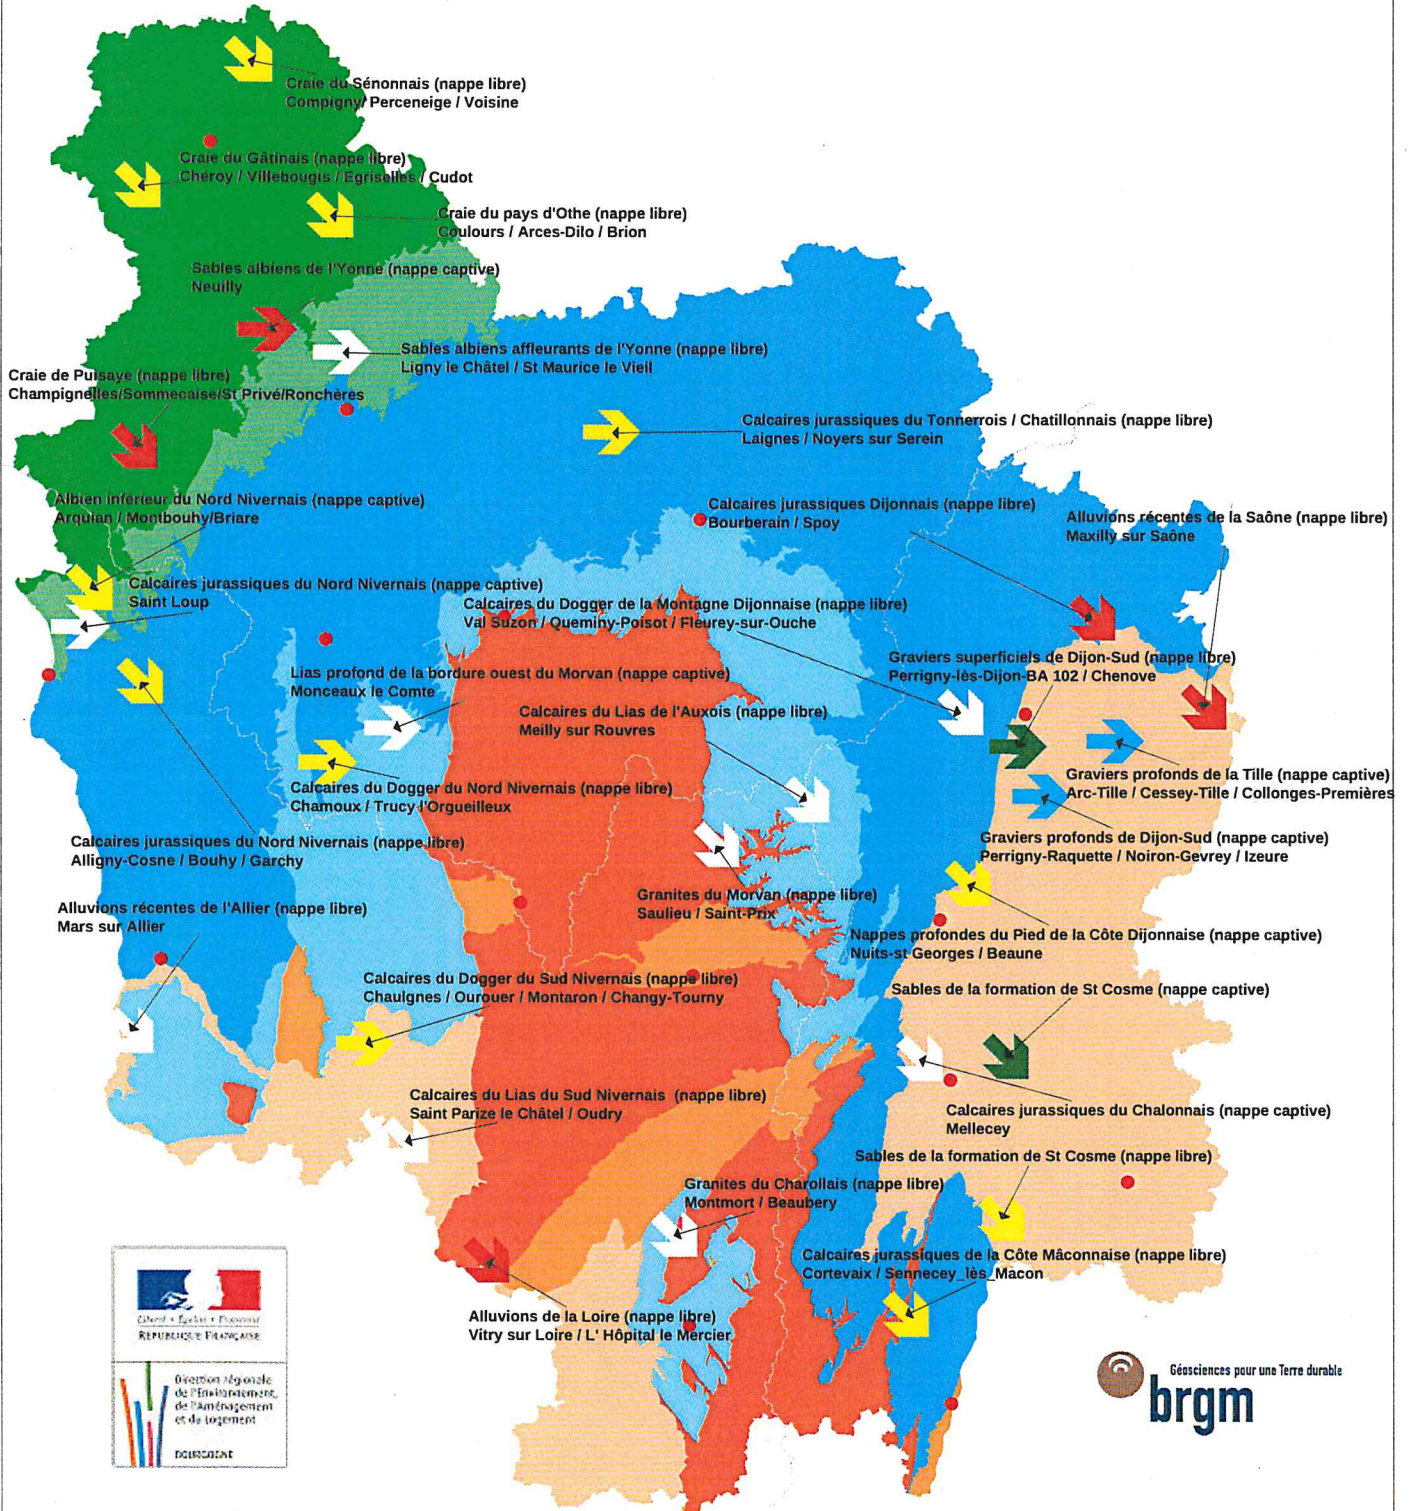 Craie du Sénonnais (nappe libre)
Compigny/ Perceneige / Voisine
Craie du Gâtinais (nappe libre)
Chéroy / Villebougis / Egriselles / Cudot
Craie du pays d'Othe (nappe libre)
Coulours / Arces-Dilo / Brion
Sables albiens de l'Yonne (nappe captive)
Neuilly
Sables albiens affleurants de l'Yonne (nappe libre)
Ligny le Châtel / St Maurice le Vieil
Craie de Puisaye (nappe libre)
Champignelles/Sommecaise/St Privé/Ronchères
Calcaires jurassiques du Tonnerrois / Chatillonnais (nappe libre)
Laignes / Noyers sur Serein
Albien inférieur du Nord Nivernais (nappe captive)
Arquian / Montbouhy/Briare
Calcaires jurassiques Dijonnais (nappe libre)
Bourberain / Spoy
Alluvions récentes de la Saône (nappe libre)
Maxilly sur Saône
Calcaires jurassiques du Nord Nivernais (nappe captive)
Saint Loup
Calcaires du Dogger de la Montagne Dijonnaise (nappe libre)
Val Suzon / Queminy-Poisot / Fleurey-sur-Ouche
Graviers superficiels de Dijon-Sud (nappe libre)
Perrigny-lès-Dijon-BA 102 / Chenove
Lias profond de la bordure ouest du Morvan (nappe captive)
Monceaux le Comte
Calcaires du Lias de l'Auxois (nappe libre)
Meilly sur Rouvres
Graviers profonds de la Tille (nappe captive)
Arc-Tille / Cessey-Tille / Collonges-Premières
Calcaires du Dogger du Nord Nivernais (nappe libre)
Chamoux / Trucy l'Orgueilleux
Graviers profonds de Dijon-Sud (nappe captive)
Perrigny-Raquette / Noiron-Gevrey / Izeure
Calcaires jurassiques du Nord Nivernais (nappe libre)
Alligny-Cosne / Bouhy / Garchy
Granites du Morvan (nappe libre)
Saulieu / Saint-Prix
Alluvions récentes de l'Allier (nappe libre)
Mars sur Allier
Nappes profondes du Pied de la Côte Dijonnaise (nappe captive)
Nuits-st Georges / Beaune
Calcaires du Dogger du Sud Nivernais (nappe libre)
Chaulgnes / Ourouer / Montaron / Changy-Tourny
Sables de la formation de St Cosme (nappe captive)
Calcaires du Lias du Sud Nivernais (nappe libre)
Saint Parize le Châtel / Oudry
Calcaires jurassiques du Chalonnais (nappe captive)
Mellecey
Sables de la formation de St Cosme (nappe libre)
Granites du Charollais (nappe libre)
Montmort / Beaubery
Calcaires jurassiques de la Côte Mâconnaise (nappe libre)
Cortevaix / Sennecey_lès_Macon
Alluvions de la Loire (nappe libre)
Vitry sur Loire / L' Hôpital le Mercier
Liberté • Égalité • Fraternité
RÉPUBLIQUE FRANÇAISE
Direction régionale
de l'Environnement,
de l'Aménagement
et du Logement
BOURGOGNE
Géosciences pour une Terre durable
brgm